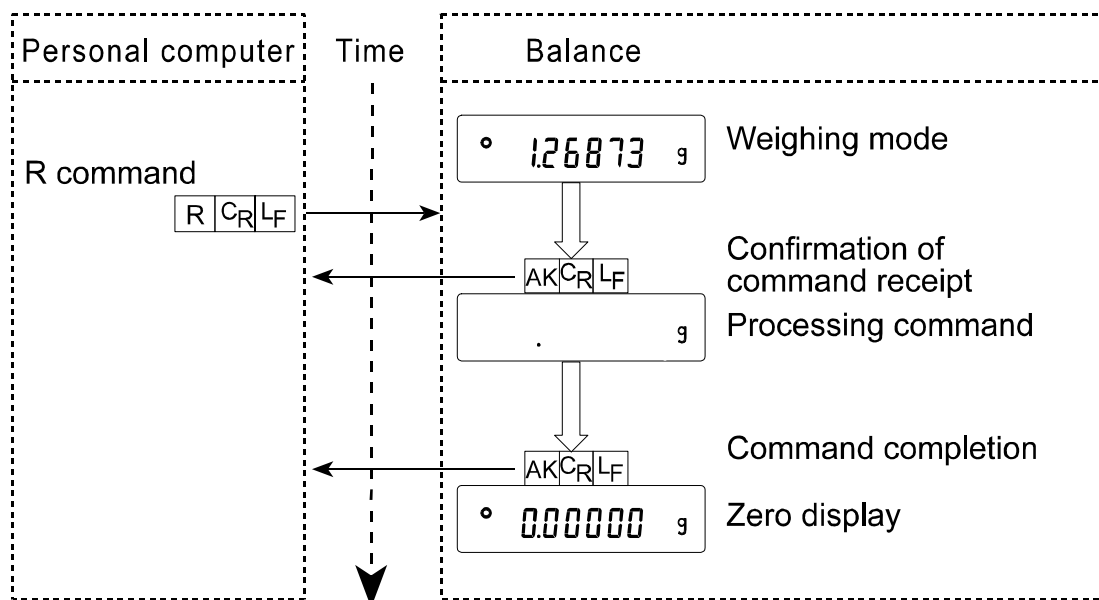 Personal computer
Time
Balance
1.26873 g
Weighing mode
R command
R CR LF
AK CR LF
Confirmation of
command receipt
. g
Processing command
AK CR LF
Command completion
0.00000 g
Zero display